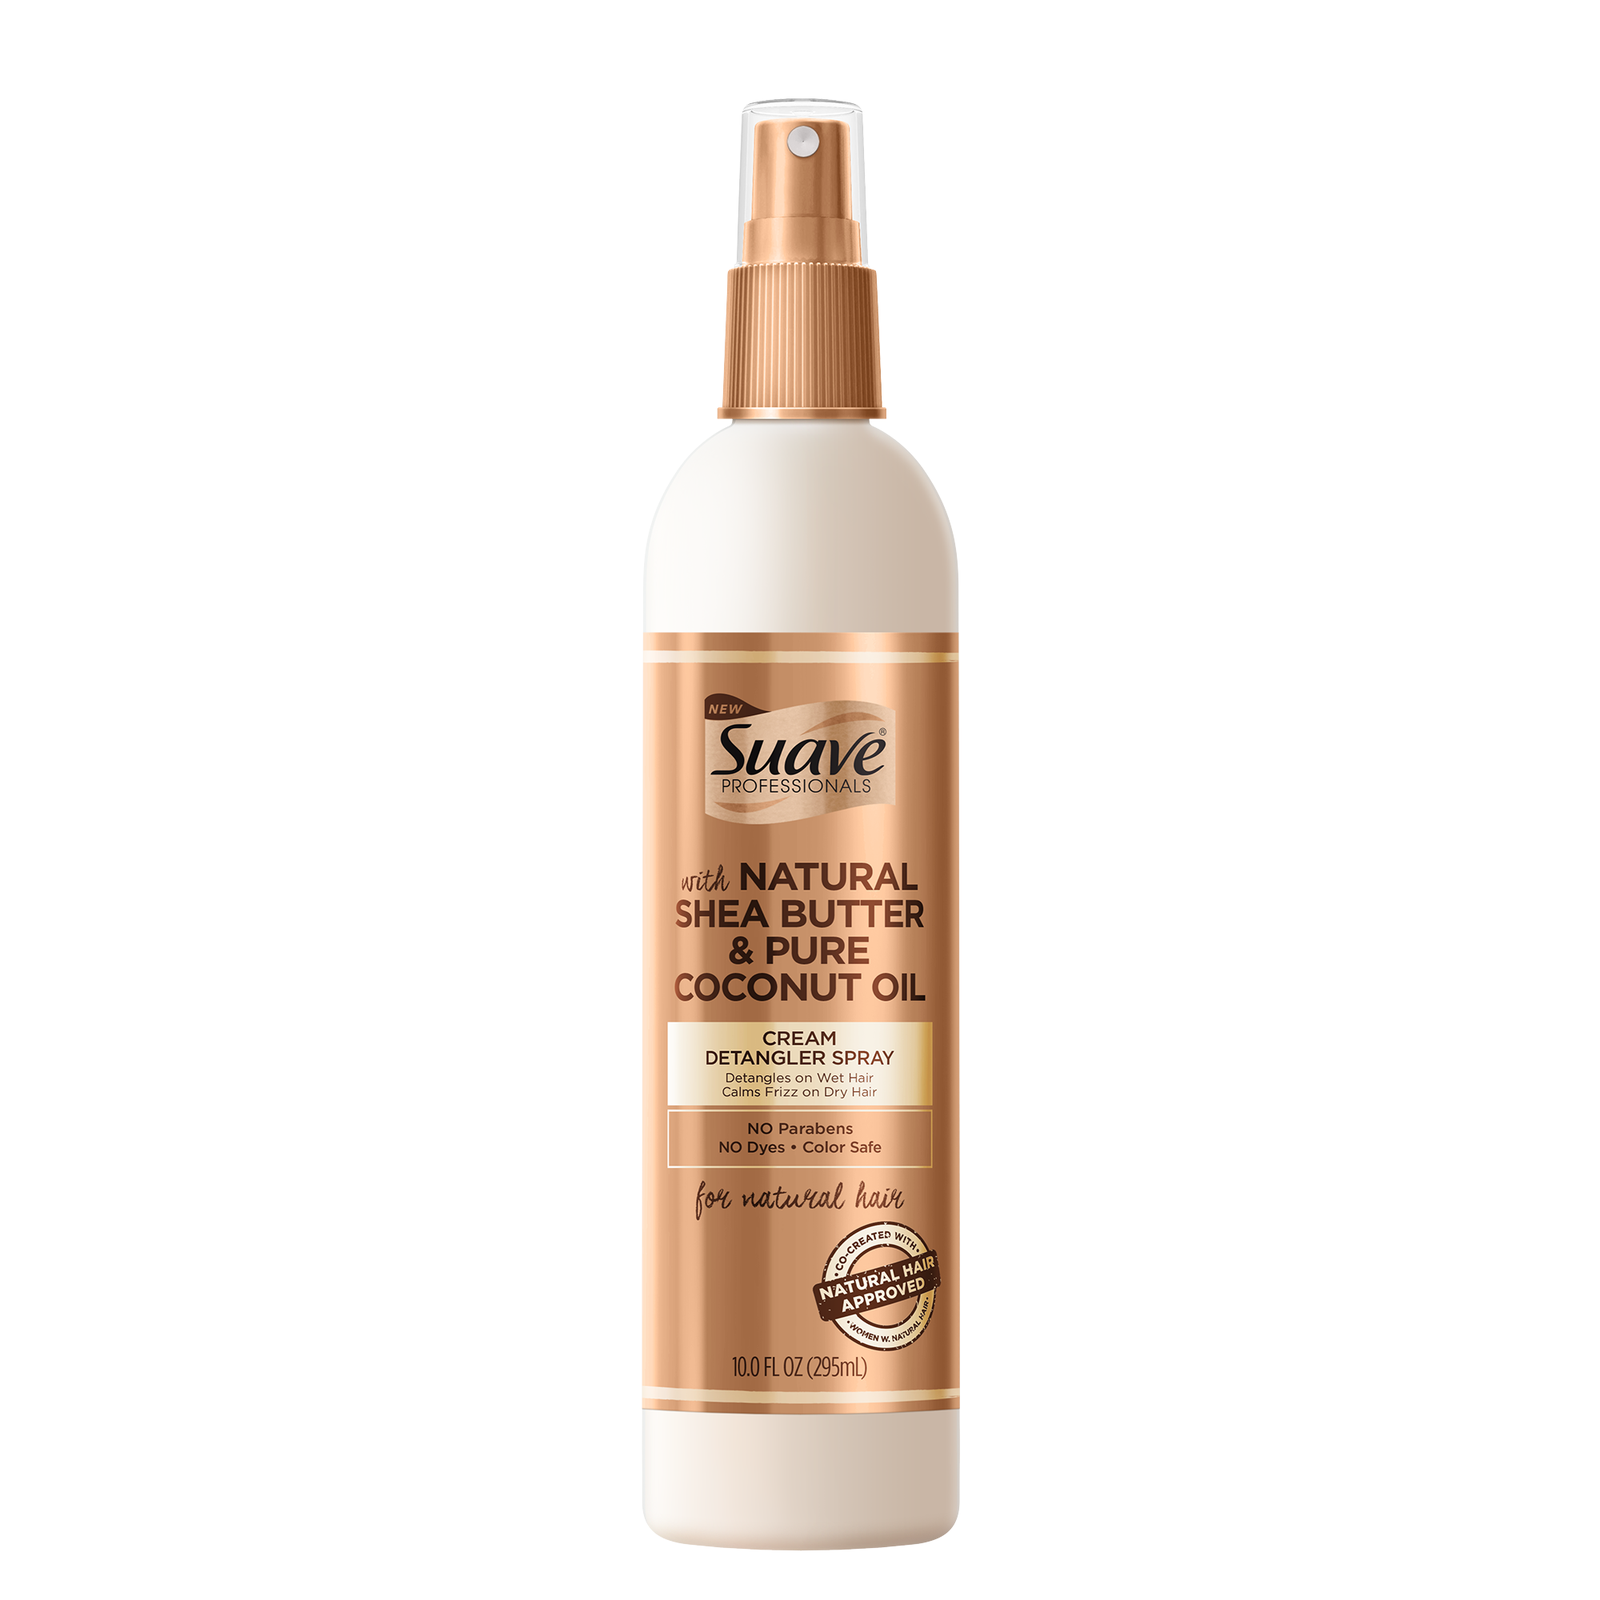 NEW
Suave®
PROFESSIONALS
with NATURAL
SHEA BUTTER
& PURE
COCONUT OIL
CREAM
DETANGLER SPRAY
Detangles on Wet Hair
Calms Frizz on Dry Hair
NO Parabens
NO Dyes • Color Safe
for natural hair
• CO-CREATED WITH •
NATURAL HAIR
APPROVED
• WOMEN W. NATURAL HAIR •
10.0 FL OZ (295mL)